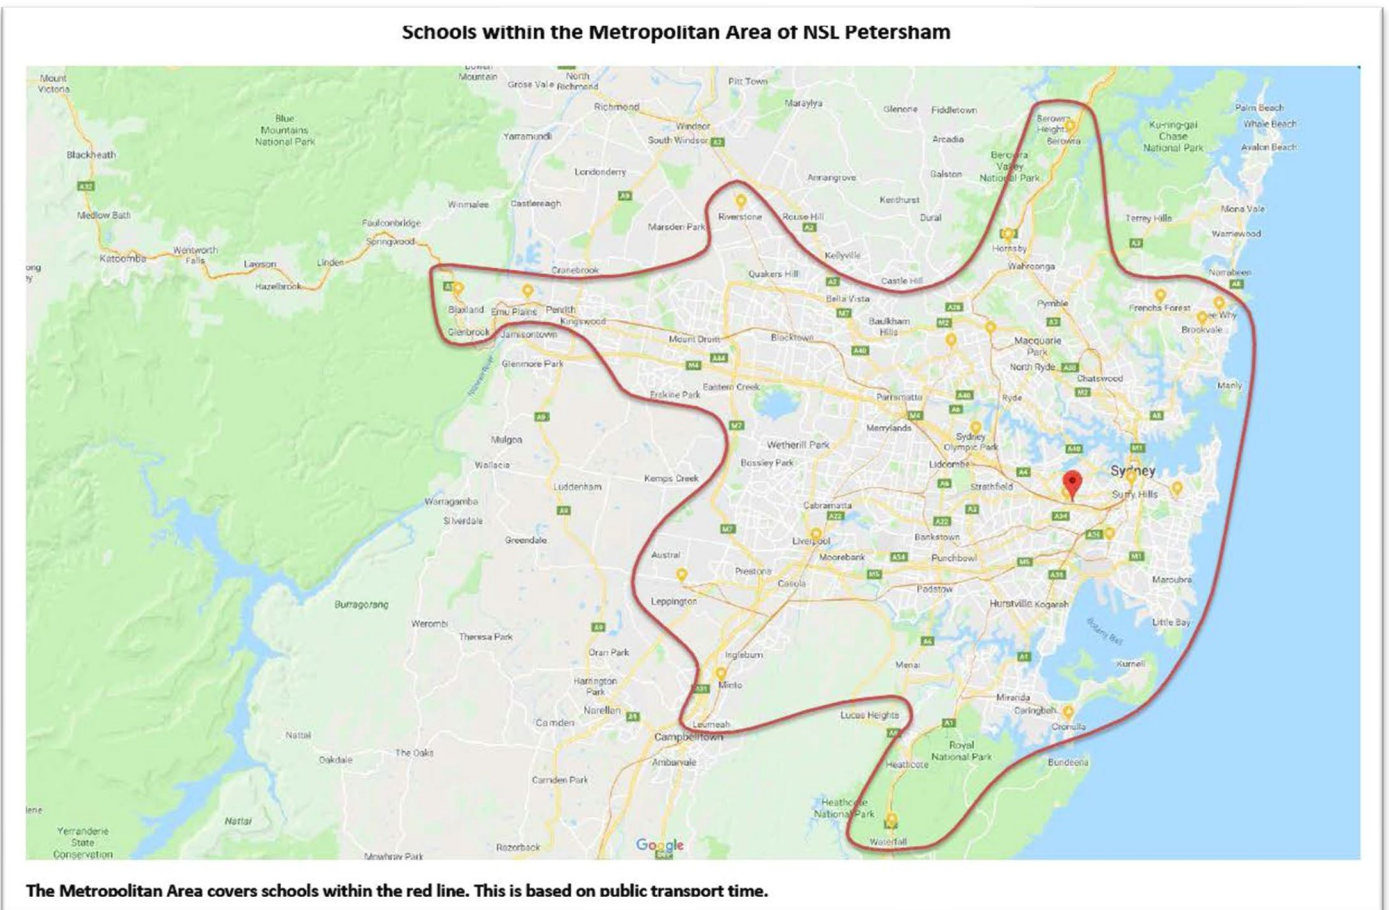 Schools within the Metropolitan Area of NSL Petersham
Mount Victoria
Mountain
North Richmond
Grose Vale
Pitt Town
Richmond
Maraylya
Glenorie
Fiddletown
Palm Beach
Blue Mountains National Park
Yarramundi
Windsor
South Windsor
Arcadia
Berowra Heights
Berowra
Ku-ring-gai Chase National Park
Whale Beach
Avalon Beach
Blackheath
Londonderry
Annangrove
Galston
Berowra Valley National Park
A32
A9
A2
Medlow Bath
Winmalee
Castlereagh
Marsden Park
Riverstone
Rouse Hill
Kenthurst
Dural
Terrey Hills
Mona Vale
Warriewood
Faulconbridge
Springwood
Katoomba
Wentworth Falls
Lawson
Linden
Hazelbrook
Cranebrook
Quakers Hill
Kellyville
Castle Hill
Hornsby
Wahroonga
Narrabeen
Blaxland
Emu Plains
Penrith
Glenbrook
Jamisontown
Kingswood
Bella Vista
Baulkham Hills
Pymble
Frenchs Forest
Dee Why
Brookvale
Glenmore Park
Mount Druitt
Blacktown
Macquarie Park
North Ryde
Chatswood
Manly
Erskine Park
Eastern Creek
Parramatta
Ryde
Mulgoa
Merrylands
Sydney Olympic Park
Wallacia
Wetherill Park
Bossley Park
Lidcombe
Strathfield
Sydney
Surry Hills
Kemps Creek
Luddenham
Warragamba
Silverdale
Greendale
Cabramatta
Liverpool
Bankstown
Austral
Moorebank
Punchbowl
Prestons
Casula
Padstow
Maroubra
Burragorang
Leppington
Hurstville
Kogarah
Little Bay
Botany Bay
Werombi
Theresa Park
Oran Park
Ingleburn
Menai
Kurnell
Harrington Park
Minto
Narellan
Miranda
Caringbah
Cronulla
Camden
Leumeah
Campbelltown
Lucas Heights
Nattai
Oakdale
The Oaks
Ambarvale
Heathcote
Royal National Park
Bundeena
Camden Park
Heathcote National Park
Nattai
Yerranderie State Conservation
Razorback
Mowbray Park
Google
Waterfall
The Metropolitan Area covers schools within the red line. This is based on public transport time.